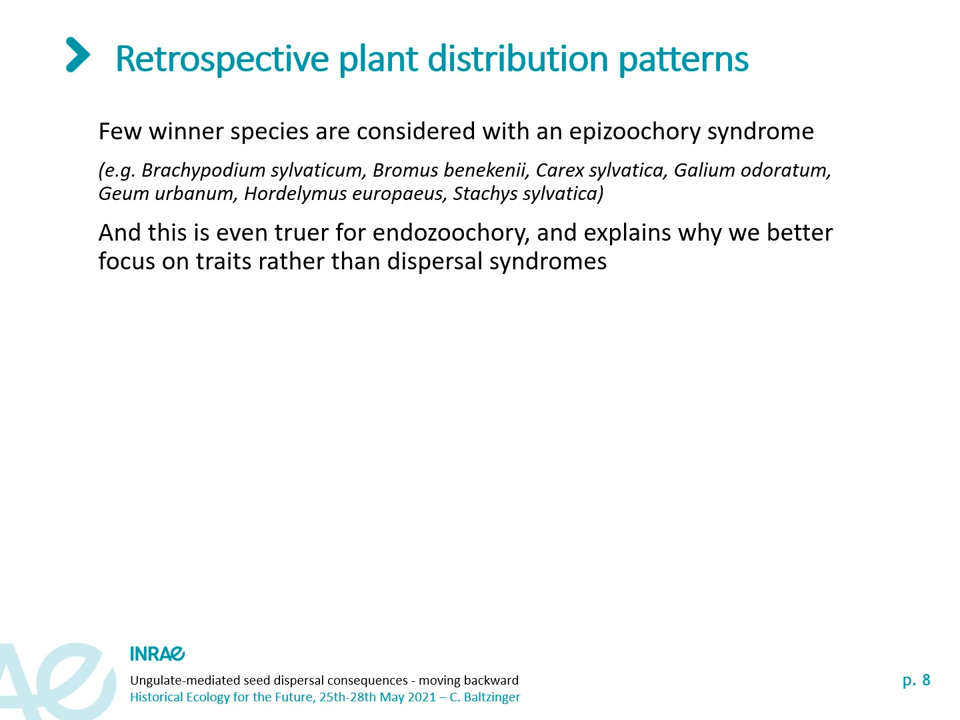 Retrospective plant distribution patterns
Few winner species are considered with an epizoochory syndrome
(e.g. Brachypodium sylvaticum, Bromus benekenii, Carex sylvatica, Galium odoratum,
Geum urbanum, Hordelymus europaeus, Stachys sylvatica)
And this is even truer for endozoochory, and explains why we better
focus on traits rather than dispersal syndromes
INRAE
Ungulate-mediated seed dispersal consequences - moving backward
Historical Ecology for the Future, 25th-28th May 2021 – C. Baltzinger
p. 8